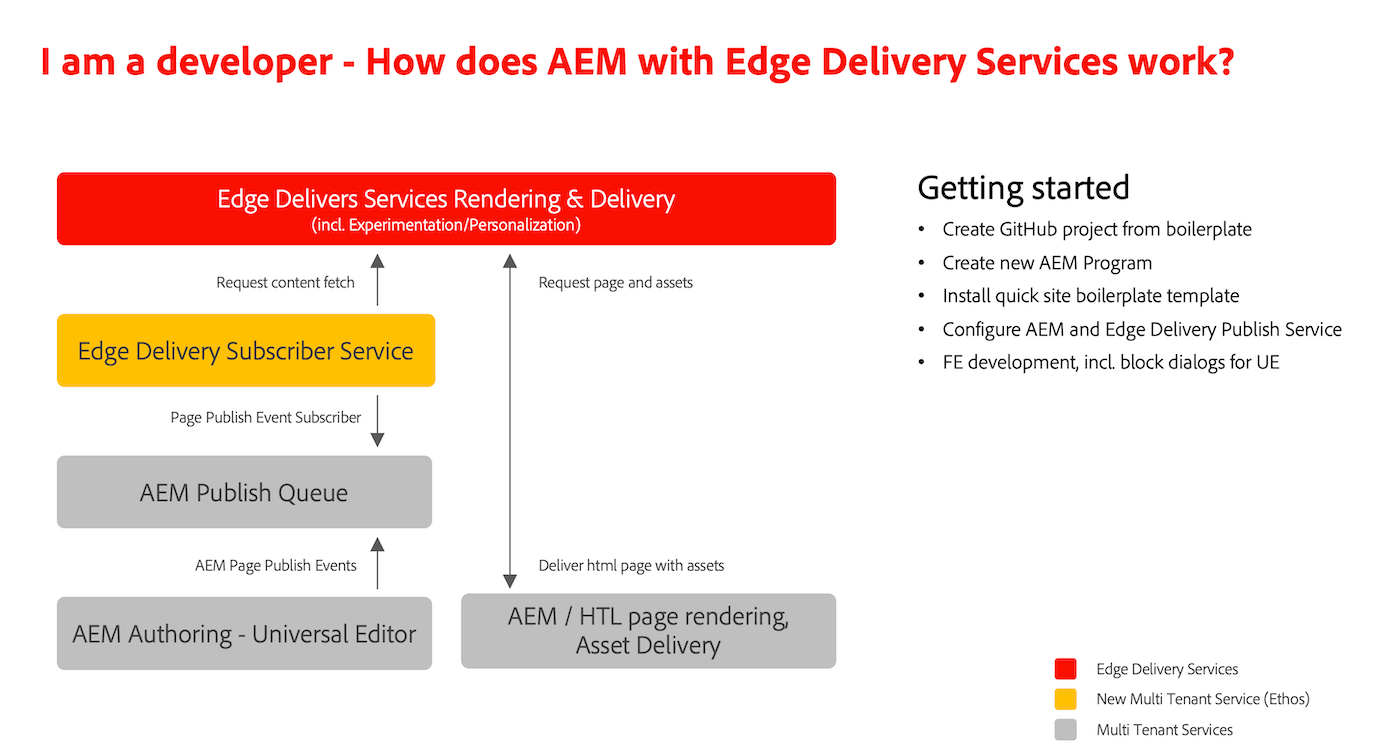 I am a developer - How does AEM with Edge Delivery Services work?
Edge Delivers Services Rendering & Delivery
(incl. Experimentation/Personalization)
Request content fetch
Request page and assets
Edge Delivery Subscriber Service
Page Publish Event Subscriber
AEM Publish Queue
AEM Page Publish Events
Deliver html page with assets
AEM Authoring - Universal Editor
AEM / HTL page rendering,
Asset Delivery
Getting started
• Create GitHub project from boilerplate
• Create new AEM Program
• Install quick site boilerplate template
• Configure AEM and Edge Delivery Publish Service
• FE development, incl. block dialogs for UE
Edge Delivery Services
New Multi Tenant Service (Ethos)
Multi Tenant Services